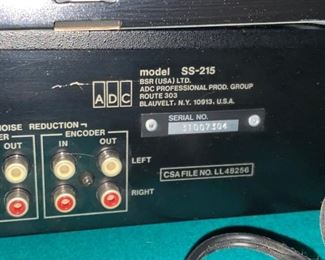 model SS-215
BSR (USA) LTD.
ADC PROFESSIONAL PROD. GROUP
ROUTE 303
BLAUVELT, N.Y. 10913, U.S.A.
ADC
SERIAL NO.
31007304
NOISE REDUCTION
ER
ENCODER
OUT
IN
OUT
LEFT
RIGHT
CSA FILE NO. LL48256